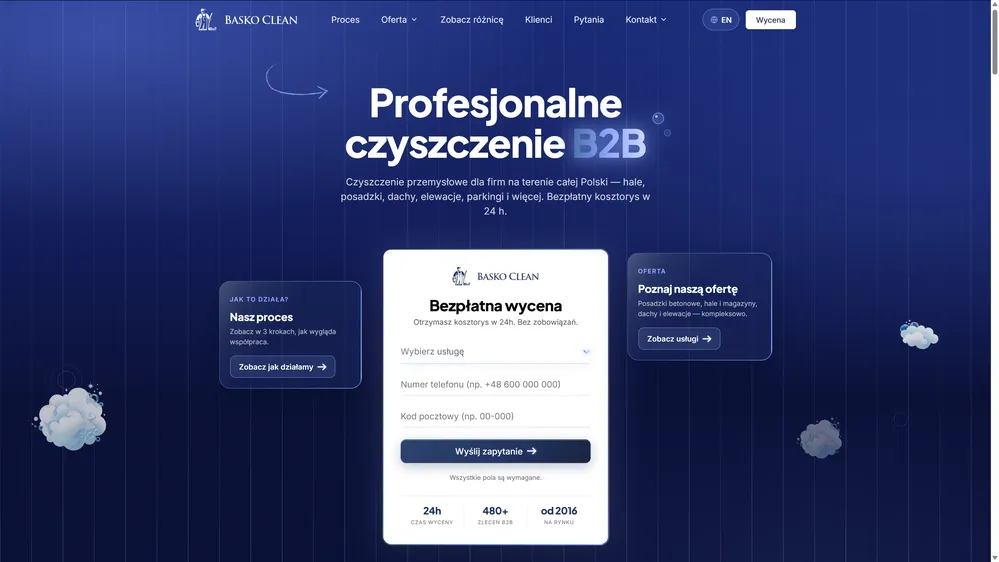 BASKO CLEAN
Proces
Oferta
Zobacz różnicę
Klienci
Pytania
Kontakt
EN
Wycena
Profesjonalne
czyszczenie B2B
Czyszczenie przemysłowe dla firm na terenie całej Polski — hale,
posadzki, dachy, elewacje, parkingi i więcej. Bezpłatny kosztorys w
24 h.
JAK TO DZIAŁA?
Nasz proces
Zobacz w 3 krokach, jak wygląda
współpraca.
Zobacz jak działamy
BASKO CLEAN
Bezpłatna wycena
Otrzymasz kosztorys w 24h. Bez zobowiązań.
Wybierz usługę
Numer telefonu (np. +48 600 000 000)
Kod pocztowy (np. 00-000)
Wyślij zapytanie
Wszystkie pola są wymagane.
24h
CZAS WYCENY
480+
ZLECEŃ B2B
od 2016
NA RYNKU
OFERTA
Poznaj naszą ofertę
Posadzki betonowe, hale i magazyny,
dachy i elewacje — kompleksowo.
Zobacz usługi